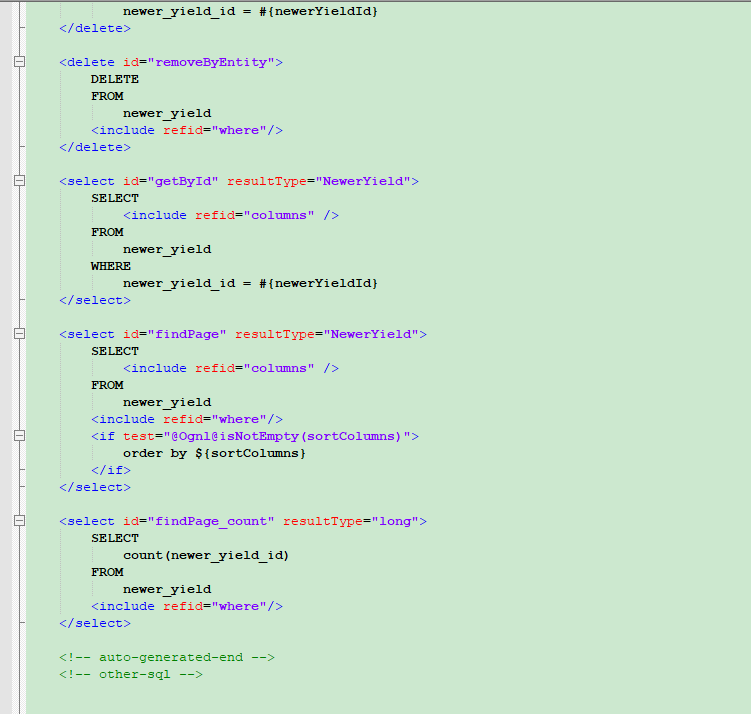 newer_yield_id = #{newerYieldId}
</delete>
<delete id="removeByEntity">
DELETE
FROM
newer_yield
<include refid="where"/>
</delete>
<select id="getById" resultType="NewerYield">
SELECT
<include refid="columns" />
FROM
newer_yield
WHERE
newer_yield_id = #{newerYieldId}
</select>
<select id="findPage" resultType="NewerYield">
SELECT
<include refid="columns" />
FROM
newer_yield
<include refid="where"/>
<if test="@Ognl@isNotEmpty(sortColumns)">
order by ${sortColumns}
</if>
</select>
<select id="findPage_count" resultType="long">
SELECT
count(newer_yield_id)
FROM
newer_yield
<include refid="where"/>
</select>
<!-- auto-generated-end -->
<!-- other-sql -->